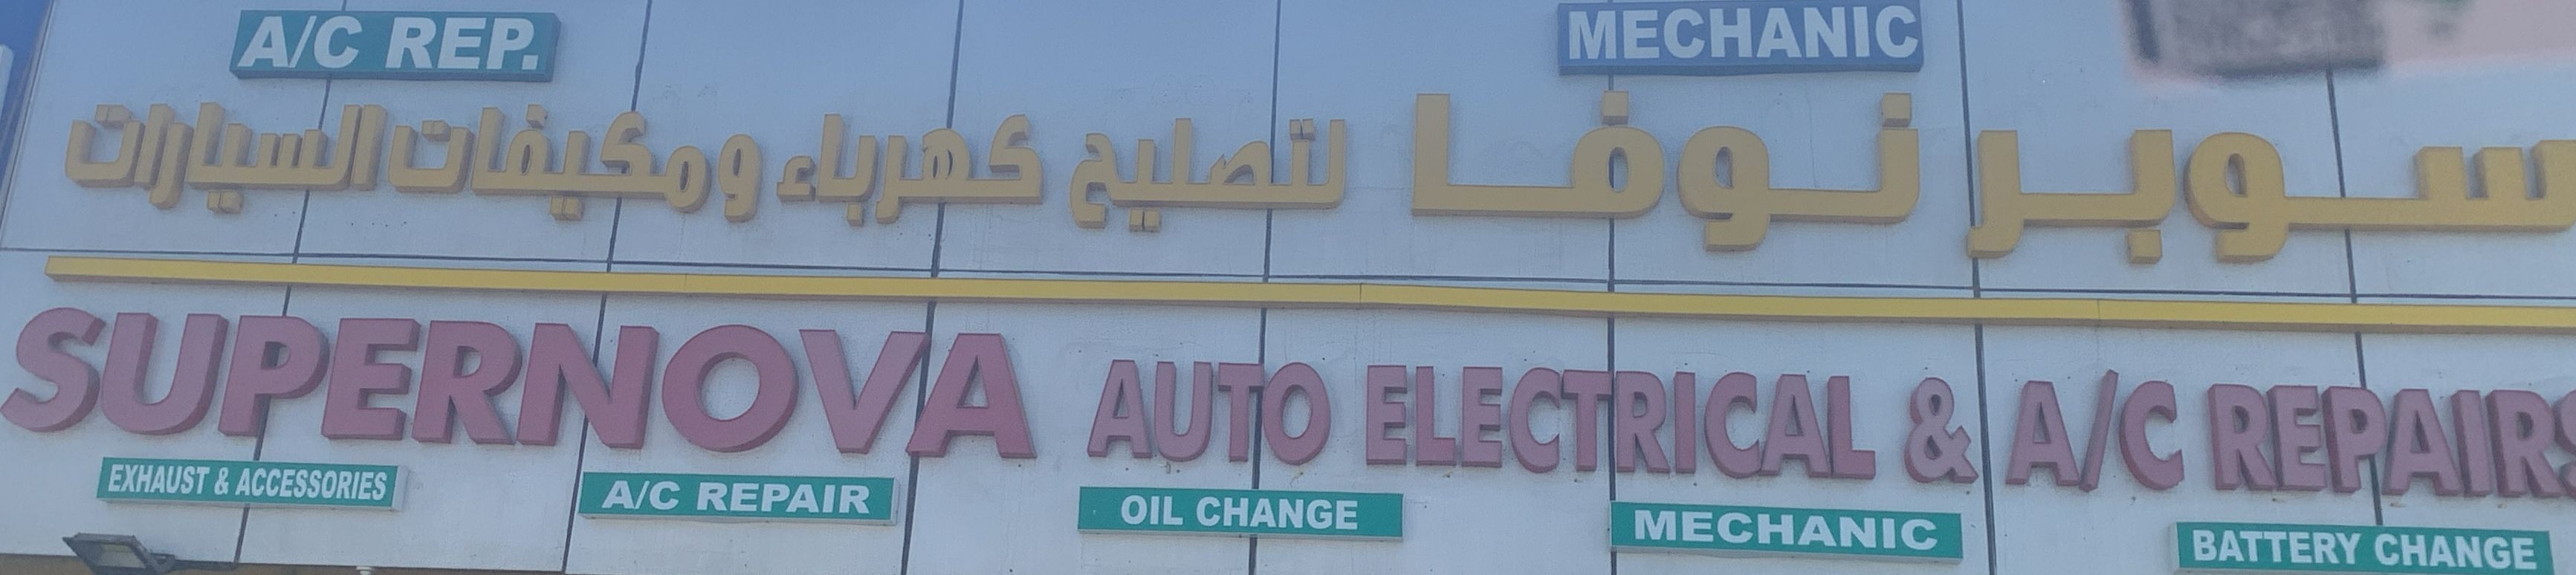 A/C REP.
MECHANIC
سوبر نوفا لتصليح كهرباء ومكيفات السيارات
SUPERNOVA AUTO ELECTRICAL & A/C REPAIRS
EXHAUST & ACCESSORIES
A/C REPAIR
OIL CHANGE
MECHANIC
BATTERY CHANGE